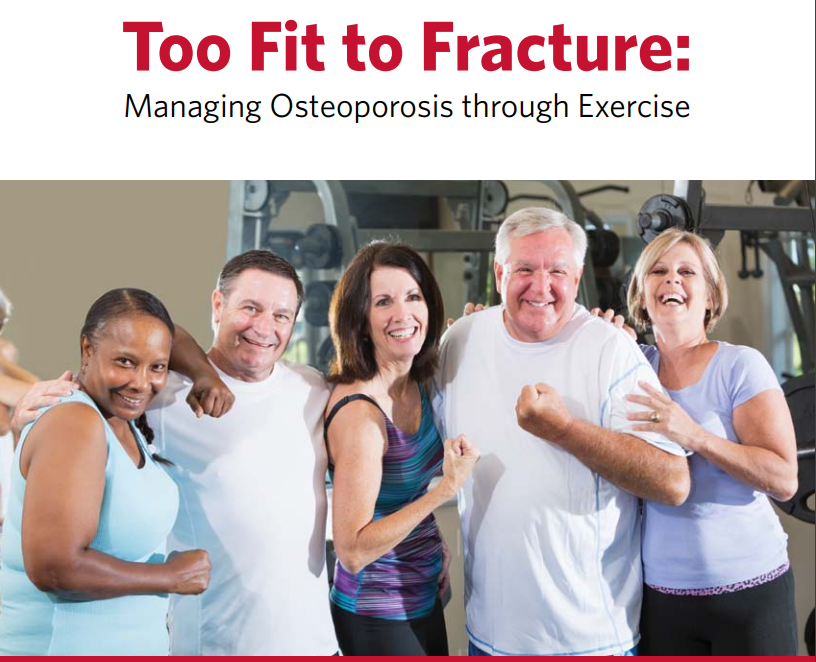 Too Fit to Fracture:
Managing Osteoporosis through Exercise